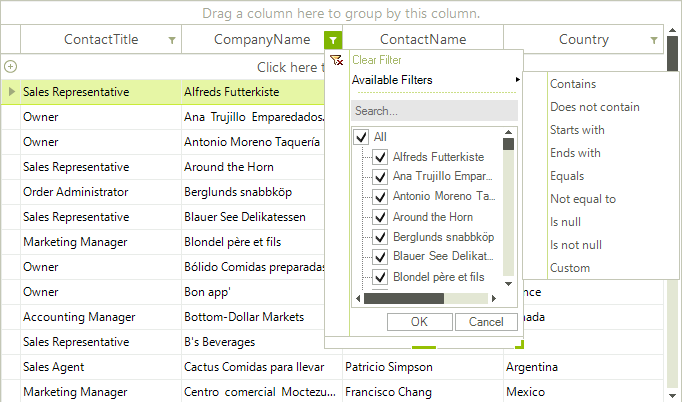 Drag a column here to group by this column.
ContactTitle CompanyName ContactName Country
Click here t
Clear Filter
Available Filters
Search...
All
Alfreds Futterkiste
Ana Trujillo Empar...
Antonio Moreno Ta...
Around the Horn
Berglunds snabbköp
Blauer See Delikat...
Blondel père et fils
OK Cancel
Contains
Does not contain
Starts with
Ends with
Equals
Not equal to
Is null
Is not null
Custom
Sales Representative Alfreds Futterkiste
Owner Ana Trujillo Emparedados
Owner Antonio Moreno Taquería
Sales Representative Around the Horn
Order Administrator Berglunds snabbköp
Sales Representative Blauer See Delikatessen
Marketing Manager Blondel père et fils
Owner Bólido Comidas preparadas
Owner Bon app' nce
Accounting Manager Bottom-Dollar Markets ada
Sales Representative B's Beverages
Sales Agent Cactus Comidas para llevar Patricio Simpson Argentina
Marketing Manager Centro comercial Moctezu... Francisco Chang Mexico